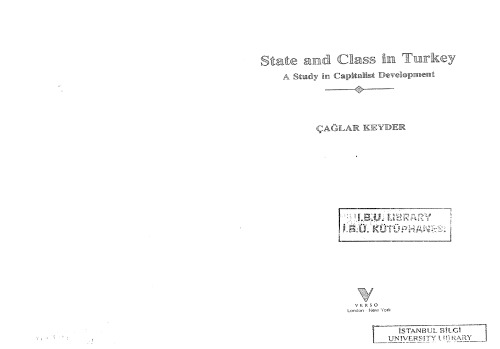 State and Class in Turkey
A Study in Capitalist Development
ÇAĞLAR KEYDER
I.B.U. LIBRARY
İ.B.Ü. KÜTÜPHANESİ
VERSO
London · New York
İSTANBUL BİLGİ
UNIVERSITY LIBRARY